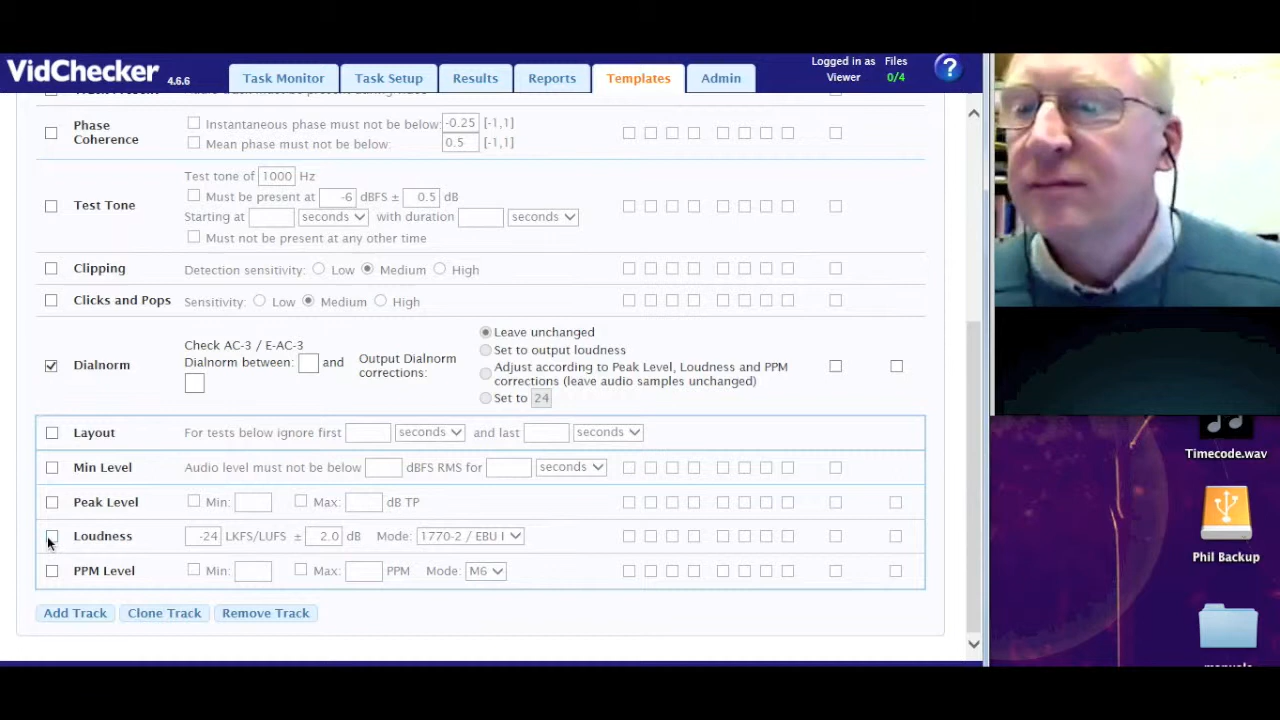 VidChecker 4.6.6
Task Monitor
Task Setup
Results
Reports
Templates
Admin
Logged in as
Viewer
Files
0/4
?
Phase
Coherence
Instantaneous phase must not be below: -0.25 [-1,1]
Mean phase must not be below: 0.5 [-1,1]
Test Tone
Test tone of 1000 Hz
Must be present at -6 dBFS ± 0.5 dB
Starting at seconds with duration seconds
Must not be present at any other time
Clipping Detection sensitivity: Low Medium High
Clicks and Pops Sensitivity: Low Medium High
Dialnorm
Check AC-3 / E-AC-3
Dialnorm between: and
Output Dialnorm
corrections:
Leave unchanged
Set to output loudness
Adjust according to Peak Level, Loudness and PPM
corrections (leave audio samples unchanged)
Set to 24
Layout For tests below ignore first seconds and last seconds
Min Level Audio level must not be below dBFS RMS for seconds
Peak Level Min: Max: dB TP
Loudness -24 LKFS/LUFS ± 2.0 dB Mode: 1770-2 / EBU
PPM Level Min: Max: PPM Mode: M6
Add Track
Clone Track
Remove Track
Timecode.wav
Phil Backup